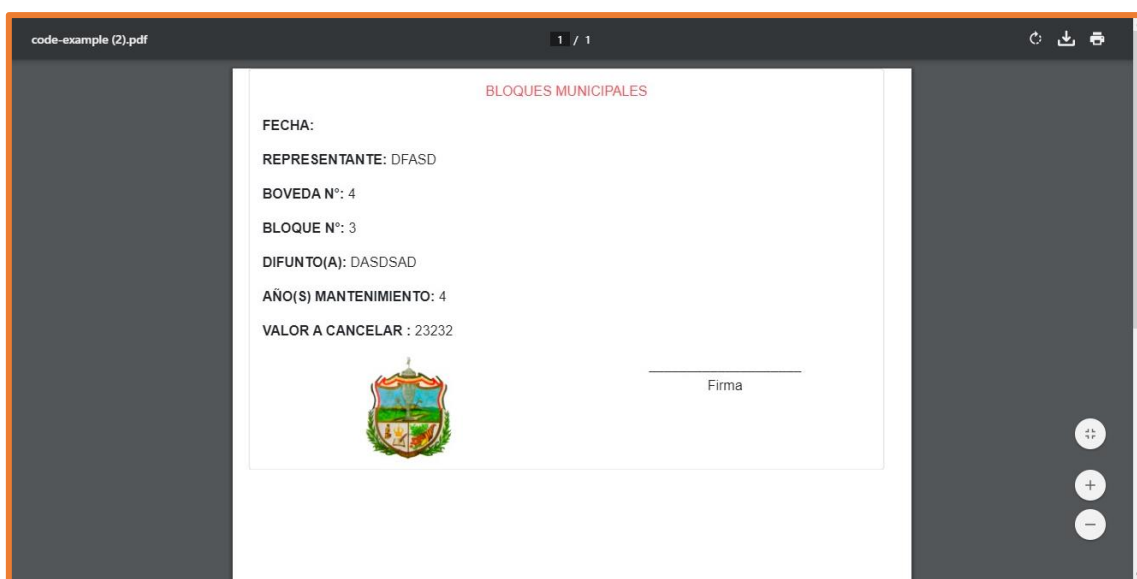 code-example (2).pdf
1 / 1
BLOQUES MUNICIPALES
FECHA:
REPRESENTANTE: DFASD
BOVEDA N°: 4
BLOQUE N°: 3
DIFUNTO(A): DASDSAD
AÑO(S) MANTENIMIENTO: 4
VALOR A CANCELAR : 23232
Firma